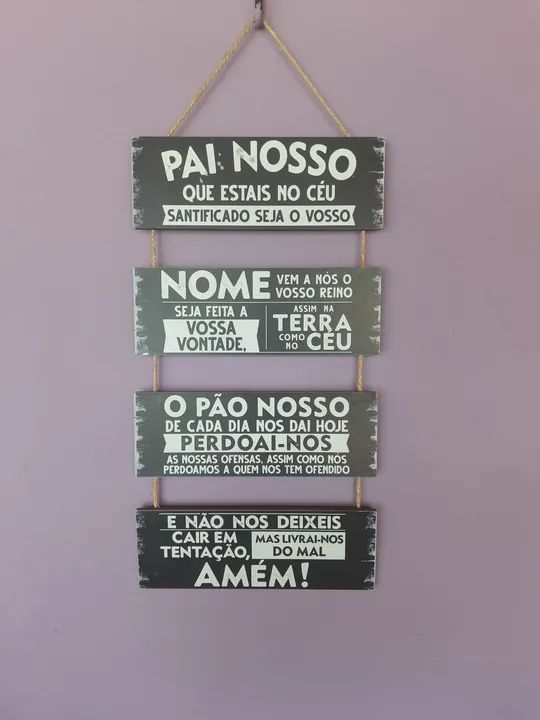 PAI NOSSO
QUE ESTAIS NO CÉU
SANTIFICADO SEJA O VOSSO
NOME
VEM A NÓS O
VOSSO REINO
SEJA FEITA A
VOSSA
VONTADE,
ASSIM NA
TERRA
COMO NO CÉU
O PÃO NOSSO
DE CADA DIA NOS DAI HOJE
PERDOAI-NOS
AS NOSSAS OFENSAS, ASSIM COMO NÓS
PERDOAMOS A QUEM NOS TEM OFENDIDO
E NÃO NOS DEIXEIS
CAIR EM
TENTAÇÃO,
MAS LIVRAI-NOS
DO MAL
AMÉM!